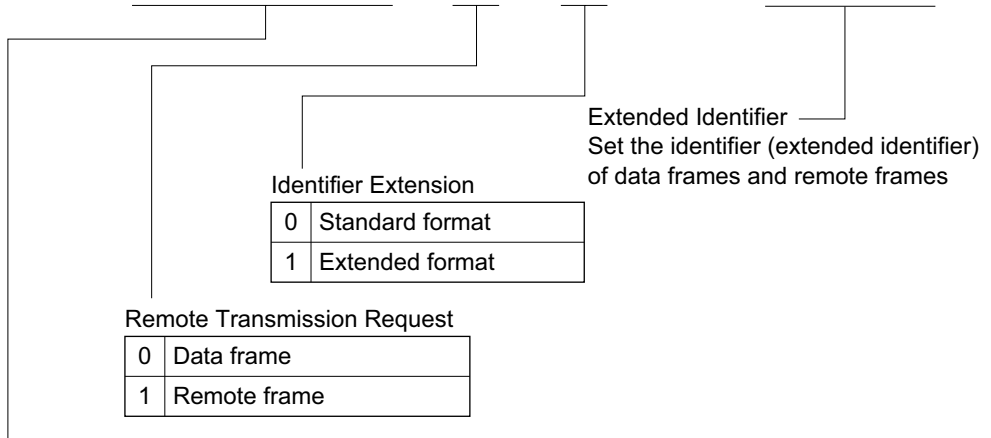 Extended Identifier
Set the identifier (extended identifier)
of data frames and remote frames
Identifier Extension
0 Standard format
1 Extended format
Remote Transmission Request
0 Data frame
1 Remote frame